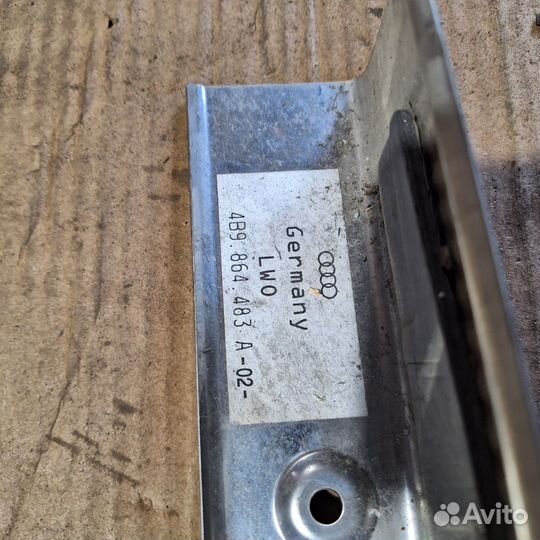 Germany
LWO
4B9.864.483 A -02-
Avito